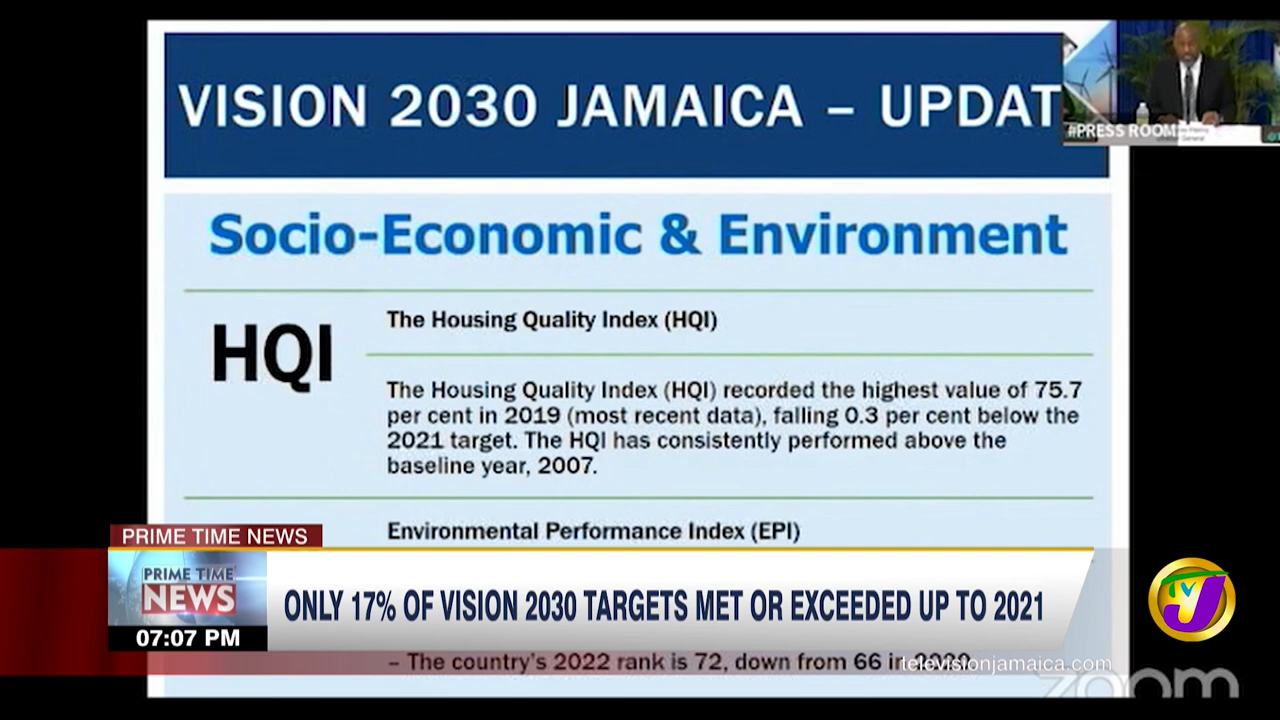 VISION 2030 JAMAICA – UPDAT
#PRESS ROOM
Socio-Economic & Environment
HQI
The Housing Quality Index (HQI)
The Housing Quality Index (HQI) recorded the highest value of 75.7
per cent in 2019 (most recent data), falling 0.3 per cent below the
2021 target. The HQI has consistently performed above the
baseline year, 2007.
Environmental Performance Index (EPI)
PRIME TIME NEWS
PRIME TIME
NEWS
07:07 PM
ONLY 17% OF VISION 2030 TARGETS MET OR EXCEEDED UP TO 2021
TVJ
– The country's 2022 rank is 72, down from 66 in
televisionjamaica.com
zoom